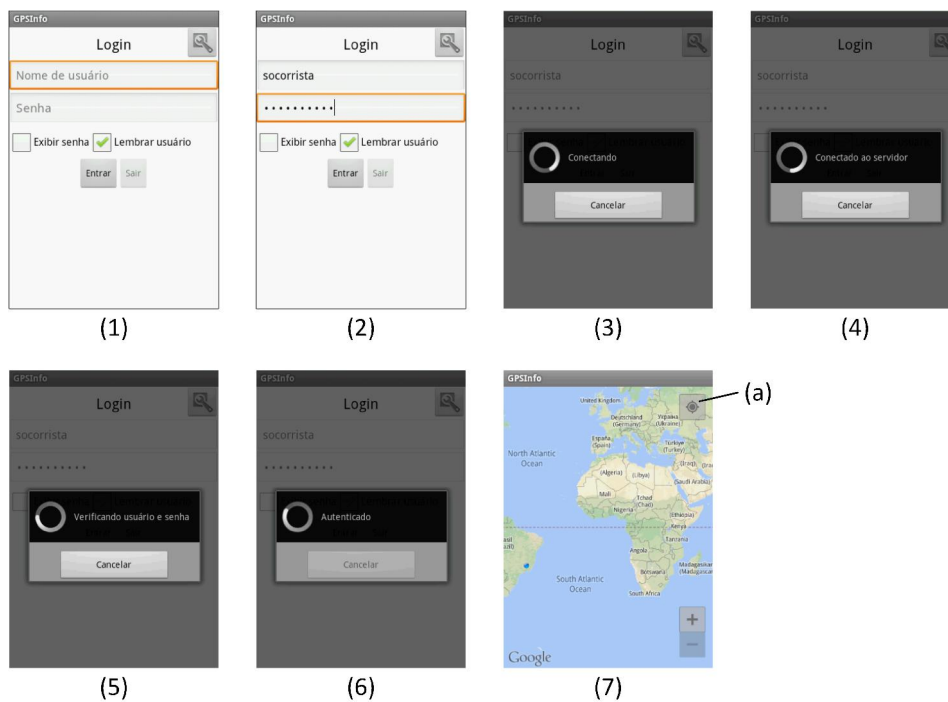 GPSInfo
Login
Nome de usuário
Senha
Exibir senha Lembrar usuário
Entrar Sair
(1)
GPSInfo
Login
socorrista
..........
Exibir senha Lembrar usuário
Entrar Sair
(2)
GPSInfo
Login
socorrista
..........
Conectando
Cancelar
(3)
GPSInfo
Login
socorrista
..........
Conectado ao servidor
Cancelar
(4)
GPSInfo
Login
socorrista
..........
Verificando usuário e senha
Cancelar
(5)
GPSInfo
Login
socorrista
..........
Autenticado
Cancelar
(6)
GPSInfo
(a)
United Kingdom
Deutschland
(Germany)
Україна
(Ukraine)
España
(Spain)
Türkiye
(Turkey)
North Atlantic
Ocean
(Algeria)
(Libya)
(Iraq)
(Saudi Arabia)
Mali
Tchad
(Chad)
Nigeria
(Ethiopia)
Kenya
Tanzania
Angola
Botswana
Madagasikara
(Madagascar
South Atlantic
Ocean
South Africa
+
−
Google
(7)